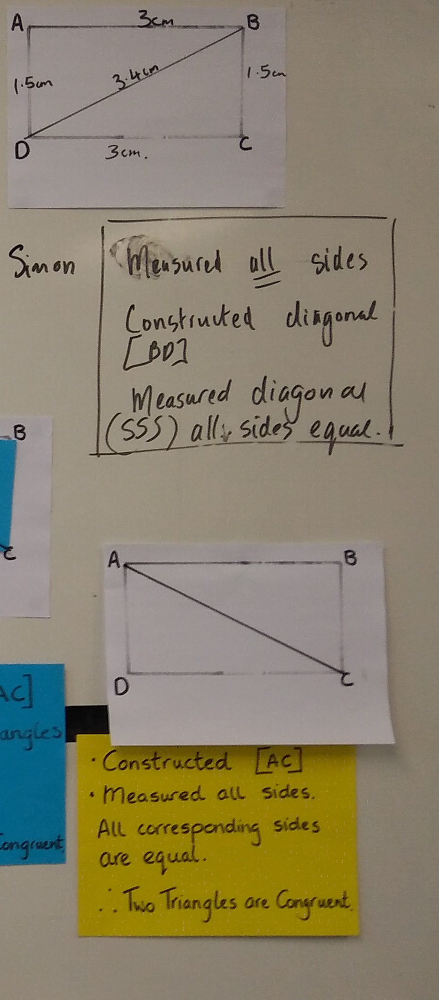 A 3cm B
1.5cm 3.4cm 1.5cm
D C
3cm.
Simon
Measured all sides
Constructed diagonal
[BD]
Measured diagonal
(SSS) all sides equal.
B
C
AC]
angles
Congruent.
A B
D C
· Constructed [AC]
· Measured all sides.
All corresponding sides
are equal.
∴ Two Triangles are Congruent.